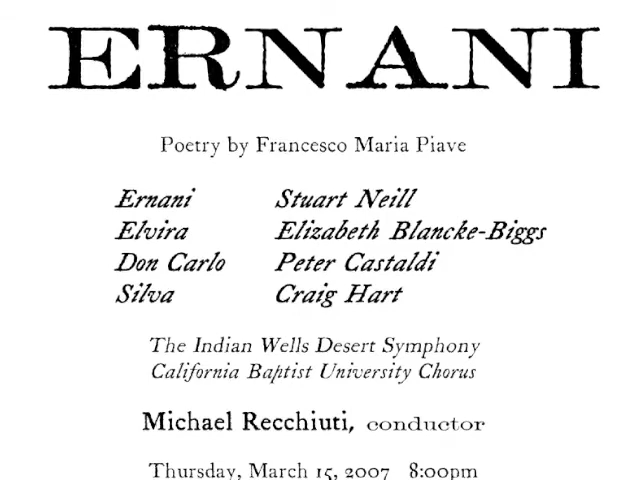 ERNANI
Poetry by Francesco Maria Piave
Ernani Stuart Neill
Elvira Elizabeth Blancke-Biggs
Don Carlo Peter Castaldi
Silva Craig Hart
The Indian Wells Desert Symphony
California Baptist University Chorus
Michael Recchiuti, conductor
Thursday, March 15, 2007 8:00pm